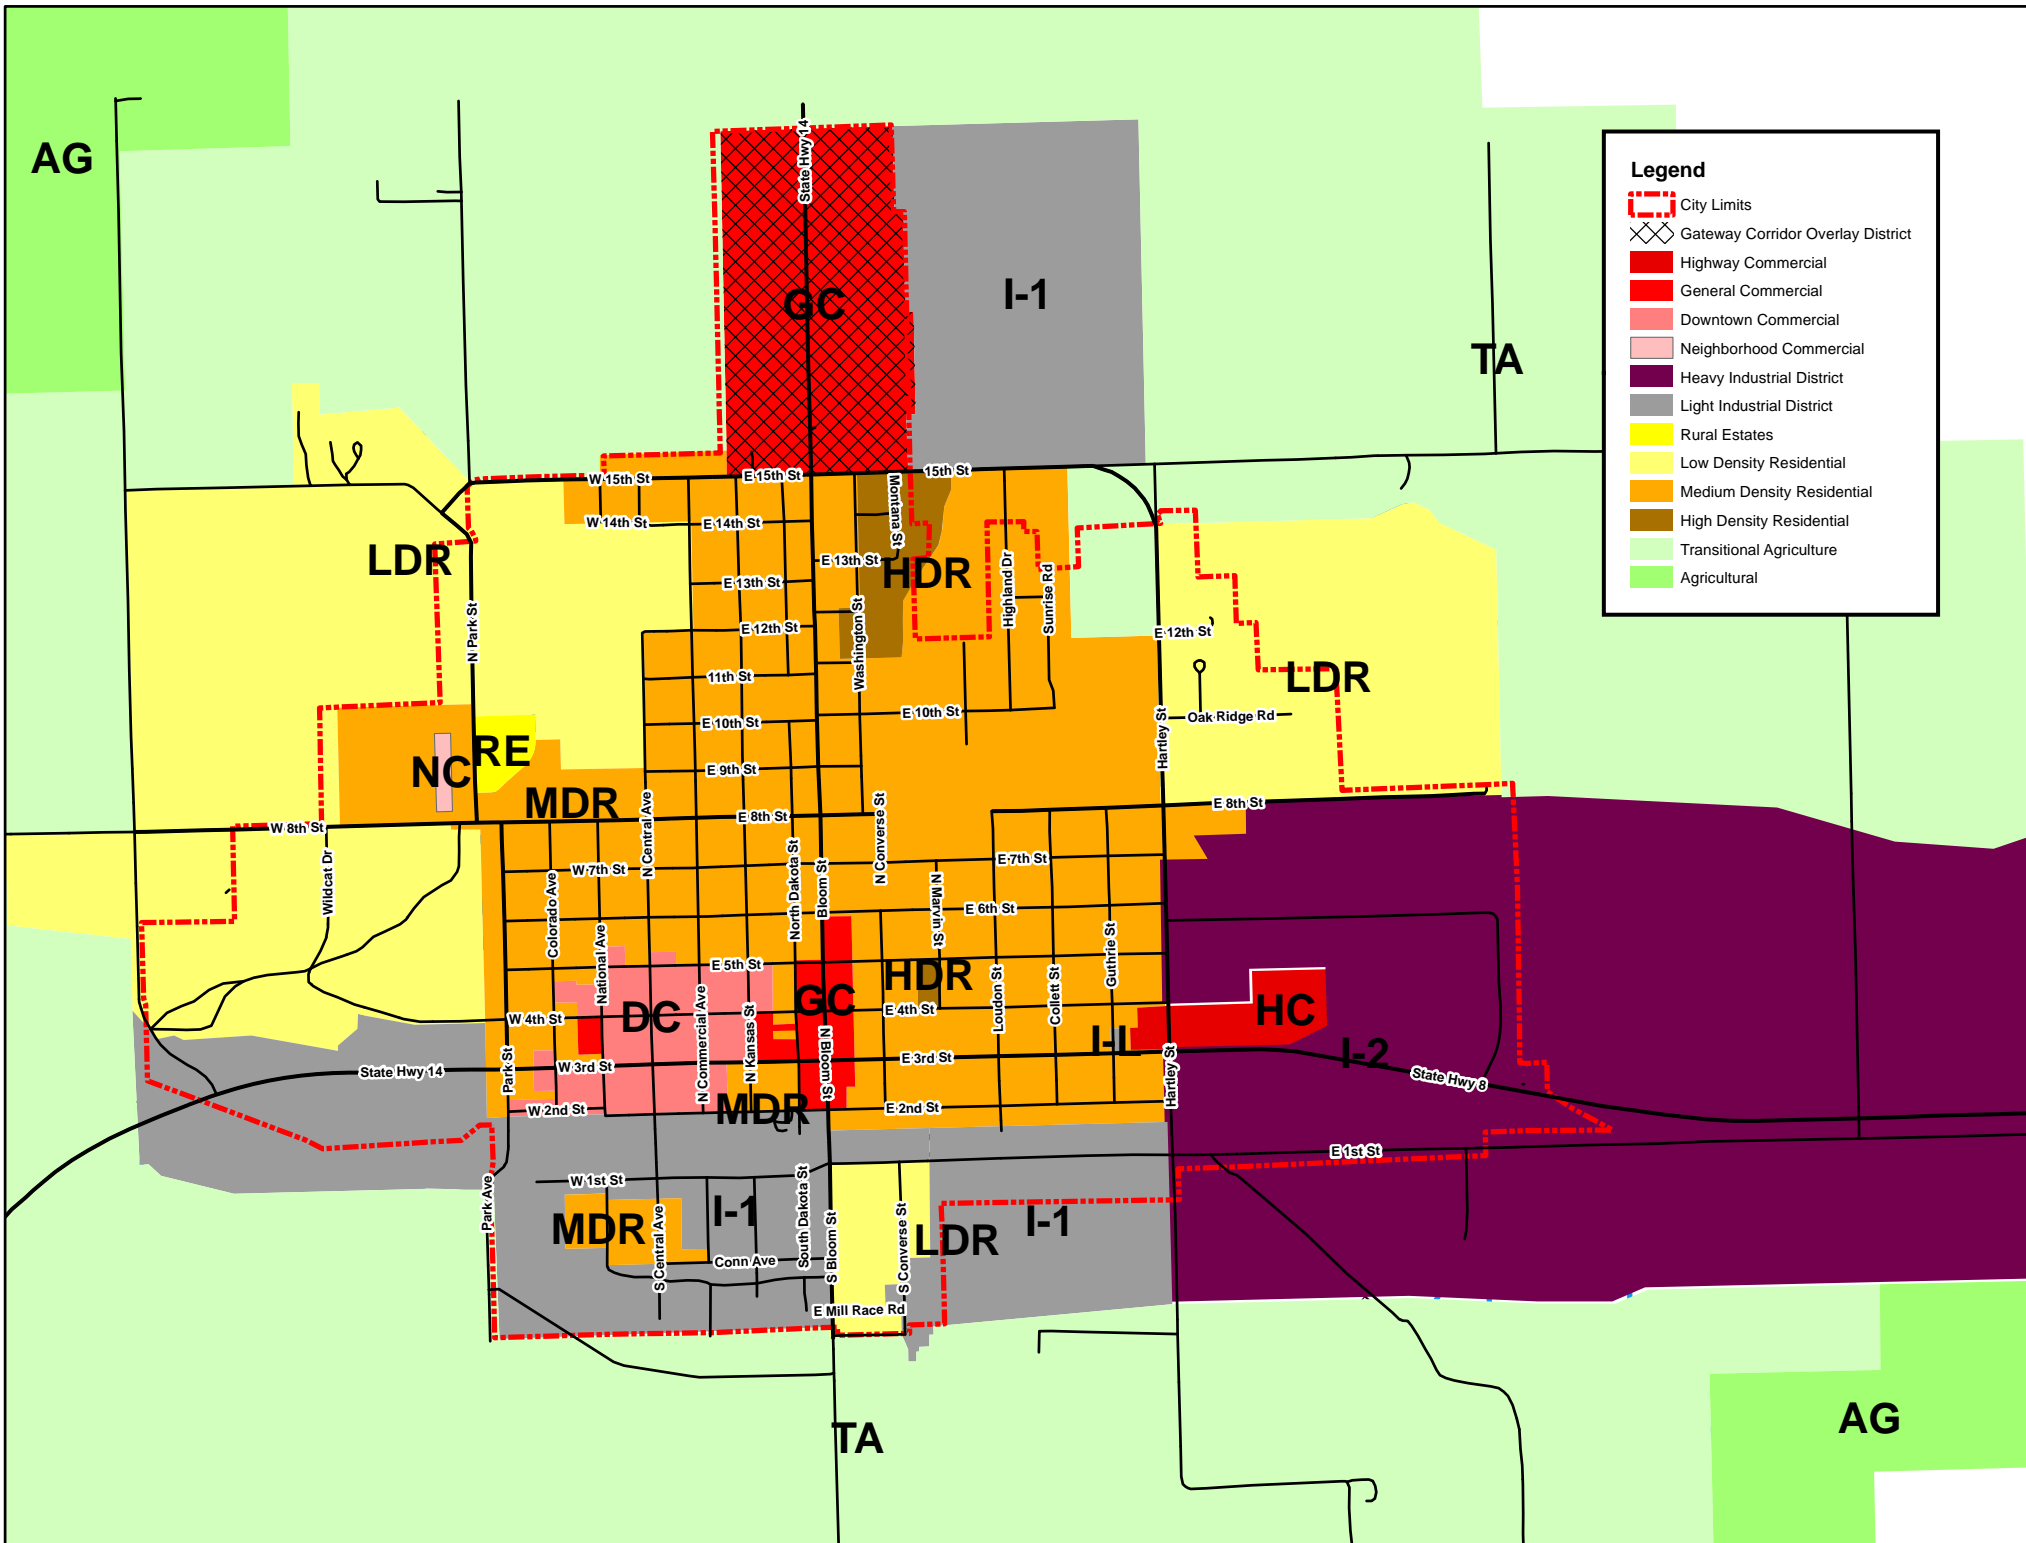 State Hwy 14
AG
Legend
City Limits
Gateway Corridor Overlay District
Highway Commercial
General Commercial
Downtown Commercial
Neighborhood Commercial
Heavy Industrial District
Light Industrial District
Rural Estates
Low Density Residential
Medium Density Residential
High Density Residential
Transitional Agriculture
Agricultural
GC
I-1
TA
W 15th St
E 15th St
15th St
Montana St
W 14th St
E 14th St
LDR
E 13th St
HDR
E 13th St
Highland Dr
Sunrise Rd
N Park St
E 12th St
Washington St
E 12th St
11th St
LDR
E 10th St
E 10th St
Oak Ridge Rd
Hartley St
RE
NC
E 9th St
MDR
E 8th St
E 8th St
W 8th St
N Central Ave
N Converse St
North Dakota St
Bloom St
W 7th St
E 7th St
Wildcat Dr
Colorado Ave
National Ave
N Marvin St
E 6th St
Guthrie St
E 5th St
HDR
DC
GC
HC
W 4th St
E 4th St
Loudon St
Collett St
N Commercial Ave
N Kansas St
N Bloom St
I-L
I-2
Park St
W 3rd St
E 3rd St
State Hwy 14
State Hwy 8
Hartley St
W 2nd St
MDR
E 2nd St
E 1st St
W 1st St
Park Ave
MDR
I-1
S Central Ave
South Dakota St
S Bloom St
S Converse St
LDR
I-1
Conn Ave
E Mill Race Rd
TA
AG